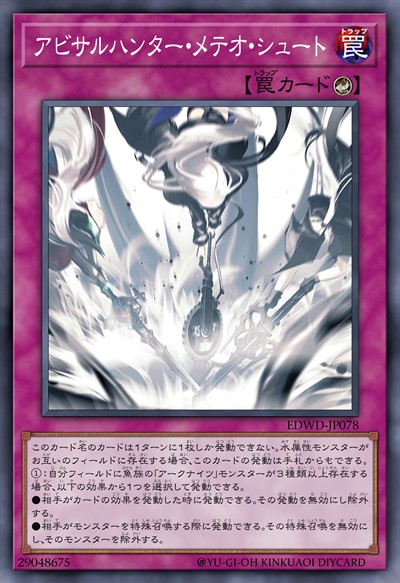 アビサルハンター・メテオ・シュート
トラップ
罠
【罠カード】
トラップ
EDWD-JP078
このカード名のカードは1ターンに1枚しか発動できない。水属性モンスターが
お互いのフィールドに存在する場合、このカードの発動は手札からもできる。
①:自分フィールドに魚族の「アークナイツ」モンスターが3種類以上存在する
場合、以下の効果から1つを選択して発動できる。
●相手がカードの効果を発動した時に発動できる。その発動を無効にし除外
する。
●相手がモンスターを特殊召喚する際に発動できる。その特殊召喚を無効に
し、そのモンスターを除外する。
29048675
@YU-GI-OH KINKUAOI DIYCARD